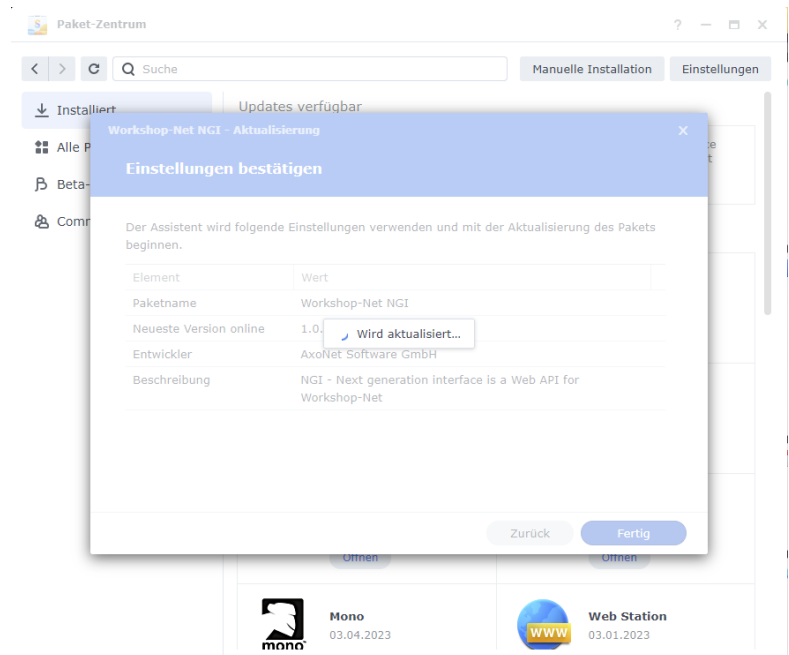 Paket-Zentrum
Suche
Manuelle Installation
Einstellungen
Installiert
Updates verfügbar
Alle P
Beta-
Comm
Workshop-Net NGI - Aktualisierung
Einstellungen bestätigen
Der Assistent wird folgende Einstellungen verwenden und mit der Aktualisierung des Pakets
beginnen.
Element Wert
Paketname Workshop-Net NGI
Neueste Version online 1.0.
Wird aktualisiert...
Entwickler AxoNet Software GmbH
Beschreibung NGI - Next generation interface is a Web API for
Workshop-Net
Zurück Fertig
Öffnen Öffnen
mono
Mono
03.04.2023
WWW
Web Station
03.01.2023